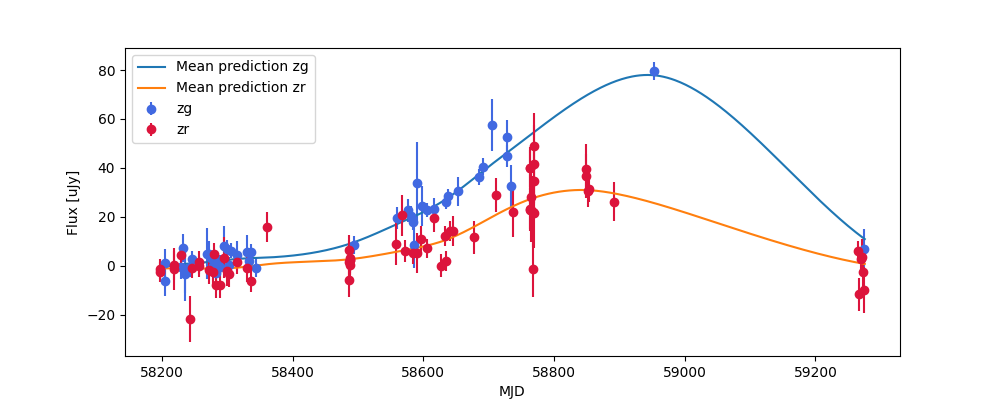 80
60
40
20
0
−20
Flux [uJy]
Mean prediction zg
Mean prediction zr
zg
zr
58200 58400 58600 58800 59000 59200
MJD